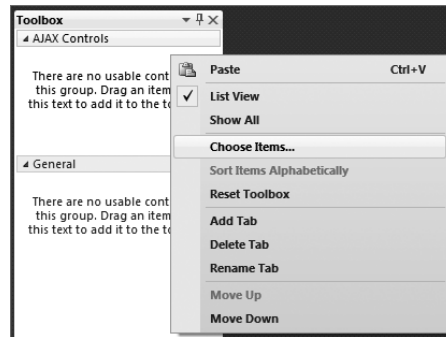 Toolbox
AJAX Controls
There are no usable cont
this group. Drag an item
this text to add it to the to
General
There are no usable cont
this group. Drag an item
this text to add it to the to
Paste Ctrl+V
List View
Show All
Choose Items...
Sort Items Alphabetically
Reset Toolbox
Add Tab
Delete Tab
Rename Tab
Move Up
Move Down